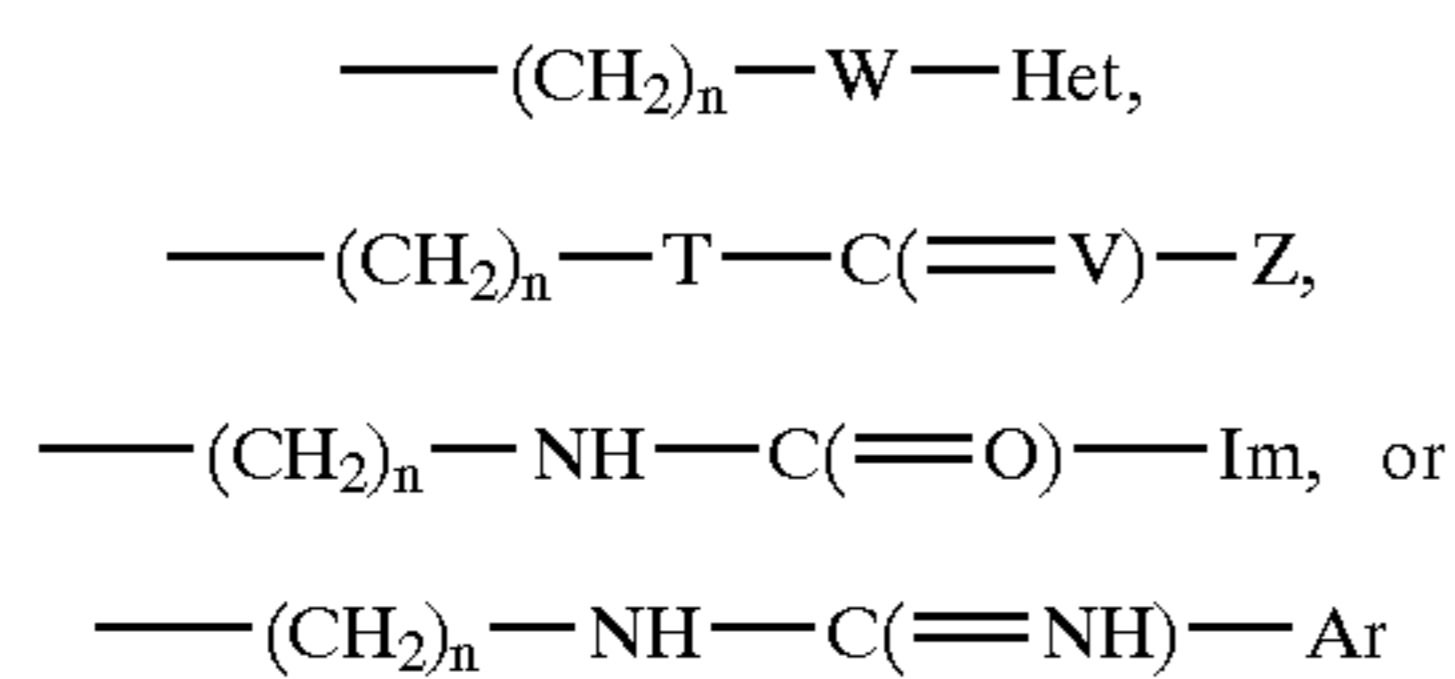 —(CH₂)ₙ—W—Het,
—(CH₂)ₙ—T—C(=V)—Z,
—(CH₂)ₙ—NH—C(=O)—Im, or
—(CH₂)ₙ—NH—C(=NH)—Ar